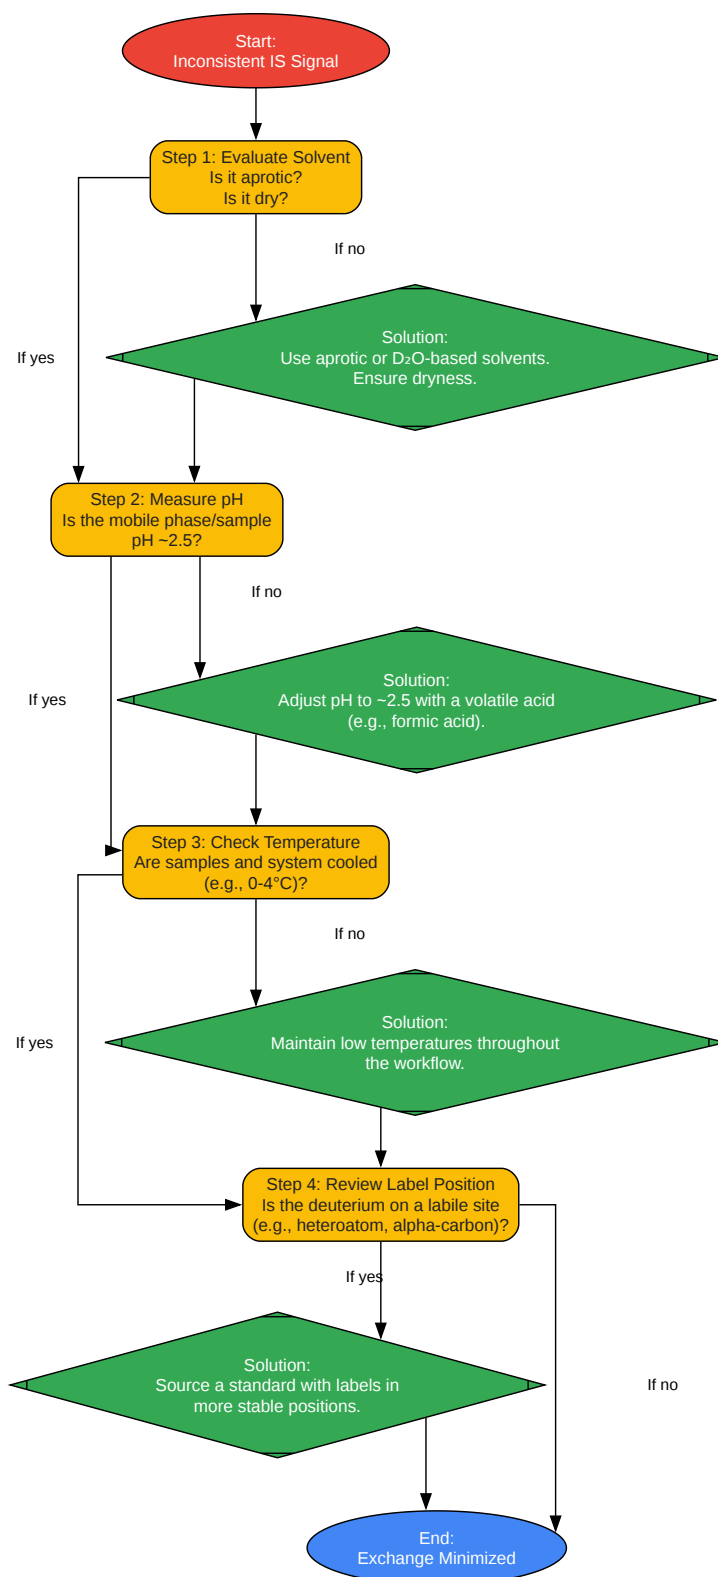 Start:
Inconsistent IS Signal
Step 1: Evaluate Solvent
Is it aprotic?
Is it dry?
If no
Solution:
Use aprotic or D₂O-based solvents.
Ensure dryness.
If yes
Step 2: Measure pH
Is the mobile phase/sample
pH ~2.5?
If no
Solution:
Adjust pH to ~2.5 with a volatile acid
(e.g., formic acid).
If yes
Step 3: Check Temperature
Are samples and system cooled
(e.g., 0-4°C)?
If no
Solution:
Maintain low temperatures throughout
the workflow.
If yes
Step 4: Review Label Position
Is the deuterium on a labile site
(e.g., heteroatom, alpha-carbon)?
If yes
Solution:
Source a standard with labels in
more stable positions.
If no
End:
Exchange Minimized